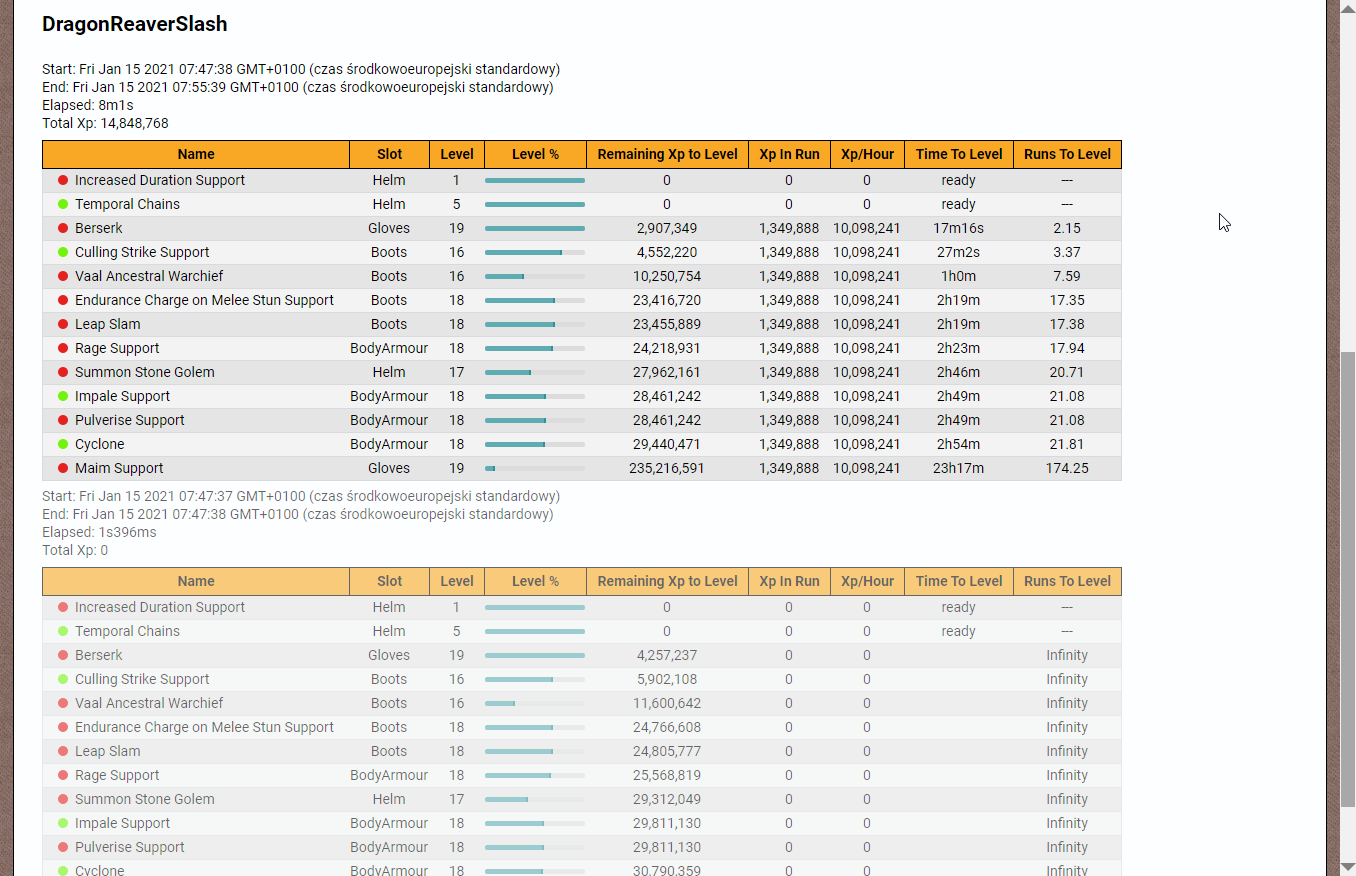 DragonReaverSlash
Start: Fri Jan 15 2021 07:47:38 GMT+0100 (czas środkowoeuropejski standardowy)
End: Fri Jan 15 2021 07:55:39 GMT+0100 (czas środkowoeuropejski standardowy)
Elapsed: 8m1s
Total Xp: 14,848,768
Name Slot Level Level % Remaining Xp to Level Xp In Run Xp/Hour Time To Level Runs To Level
Increased Duration Support Helm 1 0 0 0 ready ---
Temporal Chains Helm 5 0 0 0 ready ---
Berserk Gloves 19 2,907,349 1,349,888 10,098,241 17m16s 2.15
Culling Strike Support Boots 16 4,552,220 1,349,888 10,098,241 27m2s 3.37
Vaal Ancestral Warchief Boots 16 10,250,754 1,349,888 10,098,241 1h0m 7.59
Endurance Charge on Melee Stun Support Boots 18 23,416,720 1,349,888 10,098,241 2h19m 17.35
Leap Slam Boots 18 23,455,889 1,349,888 10,098,241 2h19m 17.38
Rage Support BodyArmour 18 24,218,931 1,349,888 10,098,241 2h23m 17.94
Summon Stone Golem Helm 17 27,962,161 1,349,888 10,098,241 2h46m 20.71
Impale Support BodyArmour 18 28,461,242 1,349,888 10,098,241 2h49m 21.08
Pulverise Support BodyArmour 18 28,461,242 1,349,888 10,098,241 2h49m 21.08
Cyclone BodyArmour 18 29,440,471 1,349,888 10,098,241 2h54m 21.81
Maim Support Gloves 19 235,216,591 1,349,888 10,098,241 23h17m 174.25
Start: Fri Jan 15 2021 07:47:37 GMT+0100 (czas środkowoeuropejski standardowy)
End: Fri Jan 15 2021 07:47:38 GMT+0100 (czas środkowoeuropejski standardowy)
Elapsed: 1s396ms
Total Xp: 0
Name Slot Level Level % Remaining Xp to Level Xp In Run Xp/Hour Time To Level Runs To Level
Increased Duration Support Helm 1 0 0 0 ready ---
Temporal Chains Helm 5 0 0 0 ready ---
Berserk Gloves 19 4,257,237 0 0 Infinity
Culling Strike Support Boots 16 5,902,108 0 0 Infinity
Vaal Ancestral Warchief Boots 16 11,600,642 0 0 Infinity
Endurance Charge on Melee Stun Support Boots 18 24,766,608 0 0 Infinity
Leap Slam Boots 18 24,805,777 0 0 Infinity
Rage Support BodyArmour 18 25,568,819 0 0 Infinity
Summon Stone Golem Helm 17 29,312,049 0 0 Infinity
Impale Support BodyArmour 18 29,811,130 0 0 Infinity
Pulverise Support BodyArmour 18 29,811,130 0 0 Infinity
Cyclone BodyArmour 18 30,790,359 0 0 Infinity